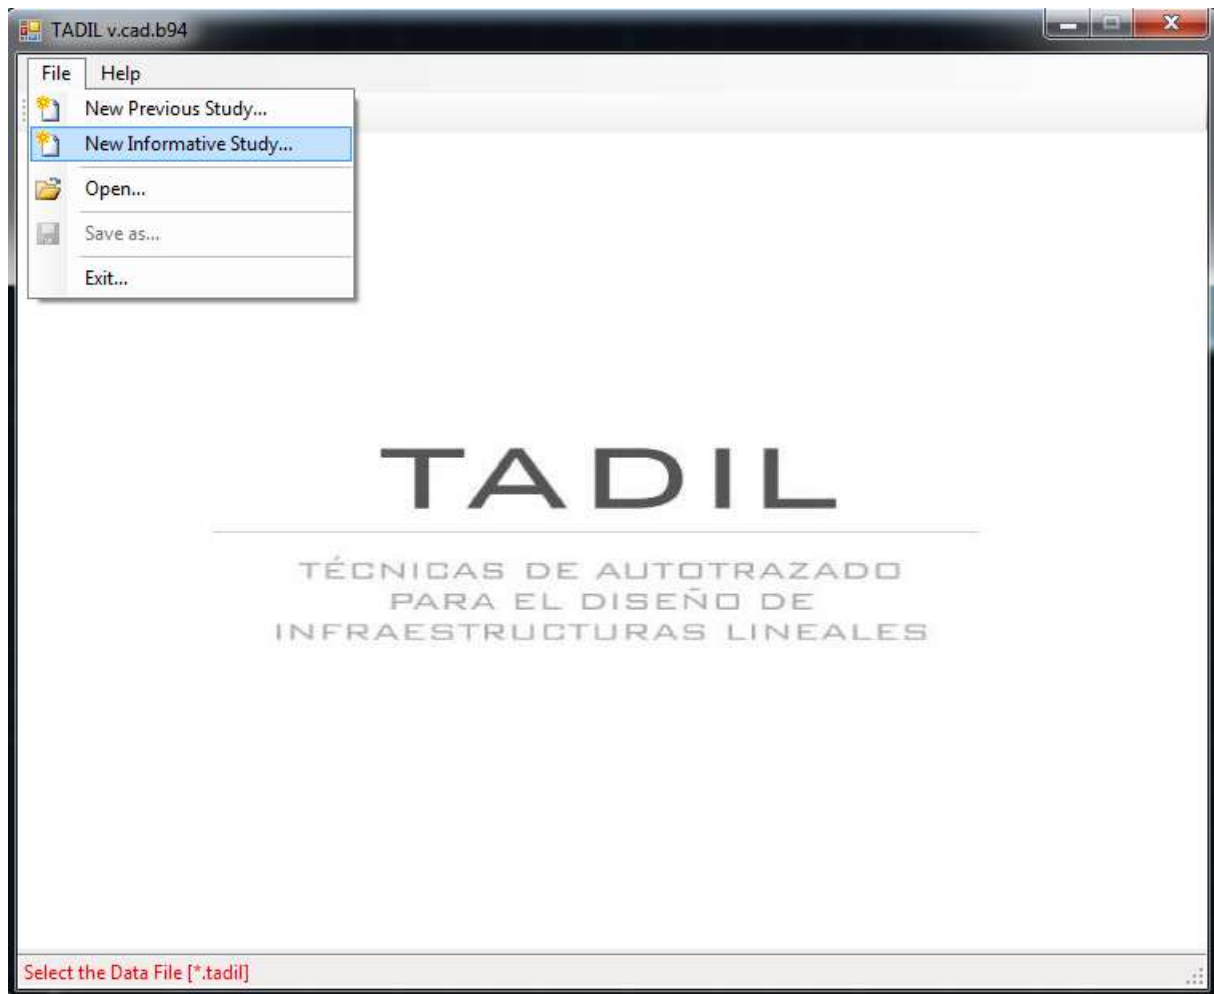 TADIL v.cad.b94
File Help
New Previous Study...
New Informative Study...
Open...
Save as...
Exit...
TADIL
TÉCNICAS DE AUTOTRAZADO
PARA EL DISEÑO DE
INFRAESTRUCTURAS LINEALES
Select the Data File [*.tadil]